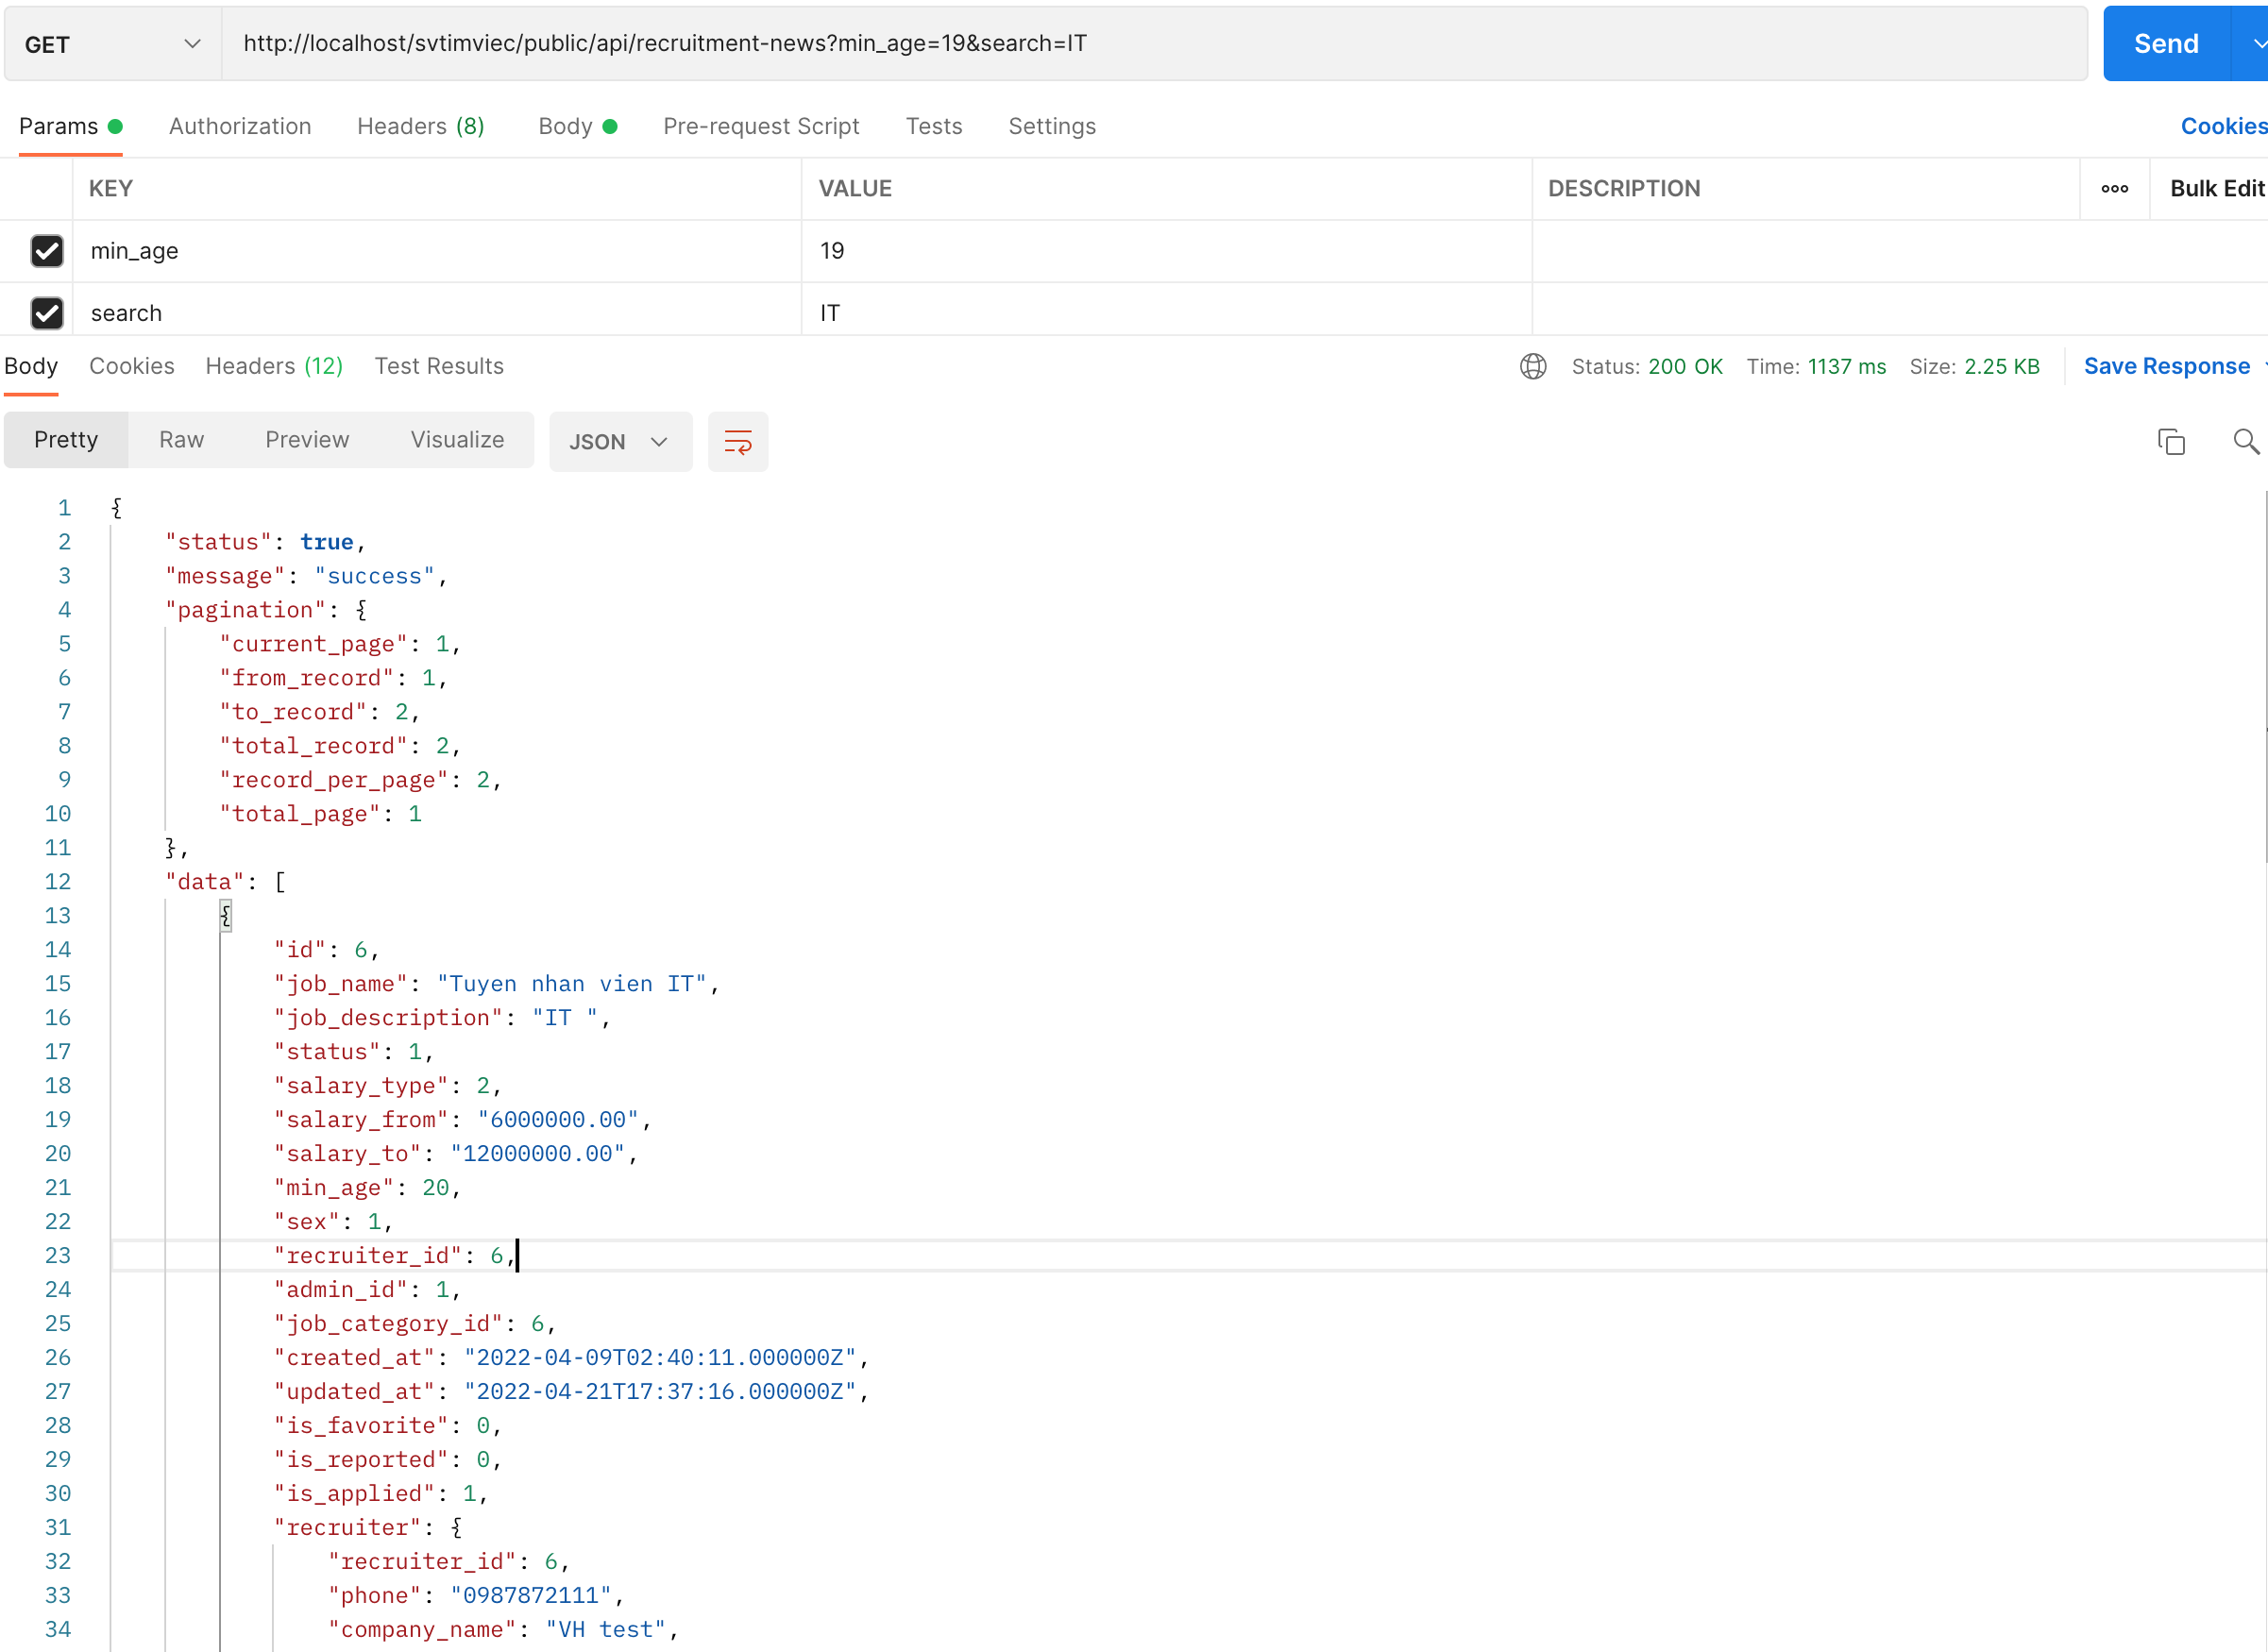 GET http://localhost/svtimviec/public/api/recruitment-news?min_age=19&search=IT Send
Params Authorization Headers (8) Body Pre-request Script Tests Settings Cookies
KEY VALUE DESCRIPTION ooo Bulk Edit
min_age 19
search IT
Body Cookies Headers (12) Test Results Status: 200 OK Time: 1137 ms Size: 2.25 KB Save Response
Pretty Raw Preview Visualize JSON
1 {
2 "status": true,
3 "message": "success",
4 "pagination": {
5 "current_page": 1,
6 "from_record": 1,
7 "to_record": 2,
8 "total_record": 2,
9 "record_per_page": 2,
10 "total_page": 1
11 },
12 "data": [
13 {
14 "id": 6,
15 "job_name": "Tuyen nhan vien IT",
16 "job_description": "IT ",
17 "status": 1,
18 "salary_type": 2,
19 "salary_from": "6000000.00",
20 "salary_to": "12000000.00",
21 "min_age": 20,
22 "sex": 1,
23 "recruiter_id": 6,
24 "admin_id": 1,
25 "job_category_id": 6,
26 "created_at": "2022-04-09T02:40:11.000000Z",
27 "updated_at": "2022-04-21T17:37:16.000000Z",
28 "is_favorite": 0,
29 "is_reported": 0,
30 "is_applied": 1,
31 "recruiter": {
32 "recruiter_id": 6,
33 "phone": "0987872111",
34 "company_name": "VH test",